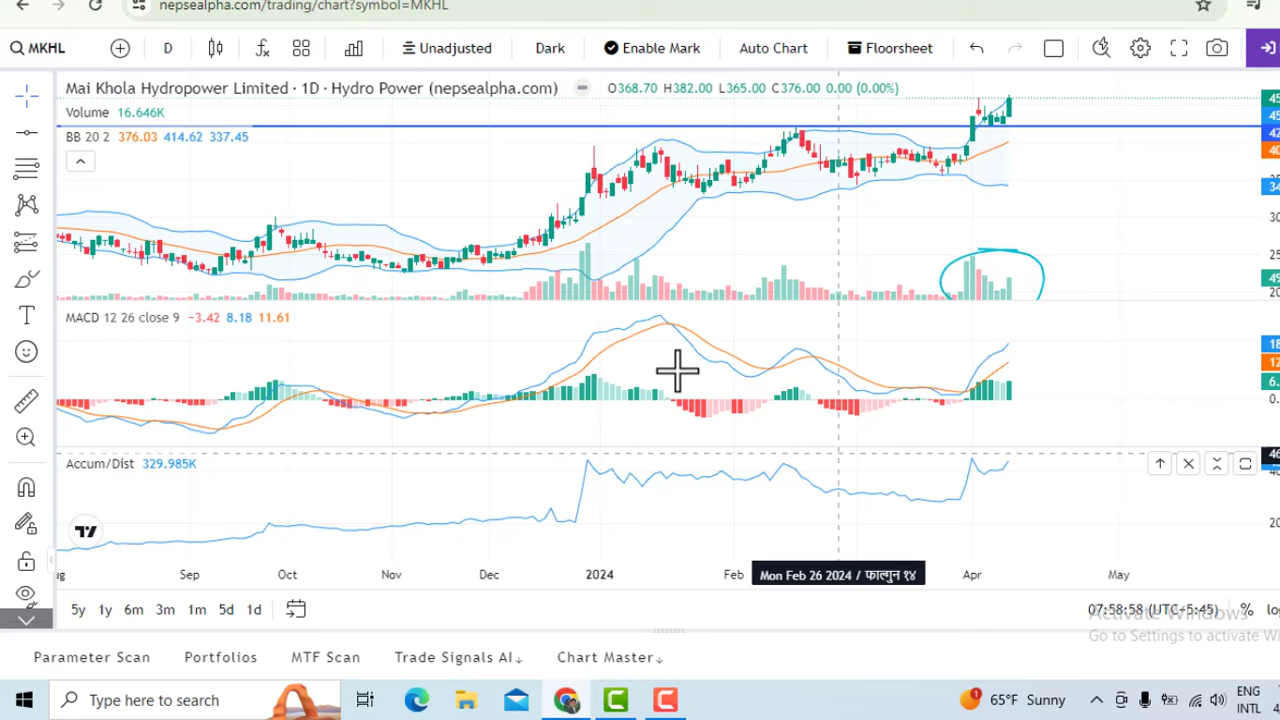 nepsealpha.com/trading/chart?symbol=MKHL
MKHL D Unadjusted Dark Enable Mark Auto Chart Floorsheet
Mai Khola Hydropower Limited · 1D · Hydro Power (nepsealpha.com) O368.70 H382.00 L365.00 C376.00 0.00 (0.00%)
Volume 16.646K
BB 20 2 376.03 414.62 337.45
MACD 12 26 close 9 −3.42 8.18 11.61
Accum/Dist 329.985K
Sep Oct Nov Dec 2024 Feb Mon Feb 26 2024 / फाल्गुन १४ Apr May
5y 1y 6m 3m 1m 5d 1d 07:58:58 (UTC+5:45) %
Activate Windows
Go to Settings to activate
Parameter Scan Portfolios MTF Scan Trade Signals AI↓ Chart Master↓
Type here to search 1 65°F Sunny ENG
INTL